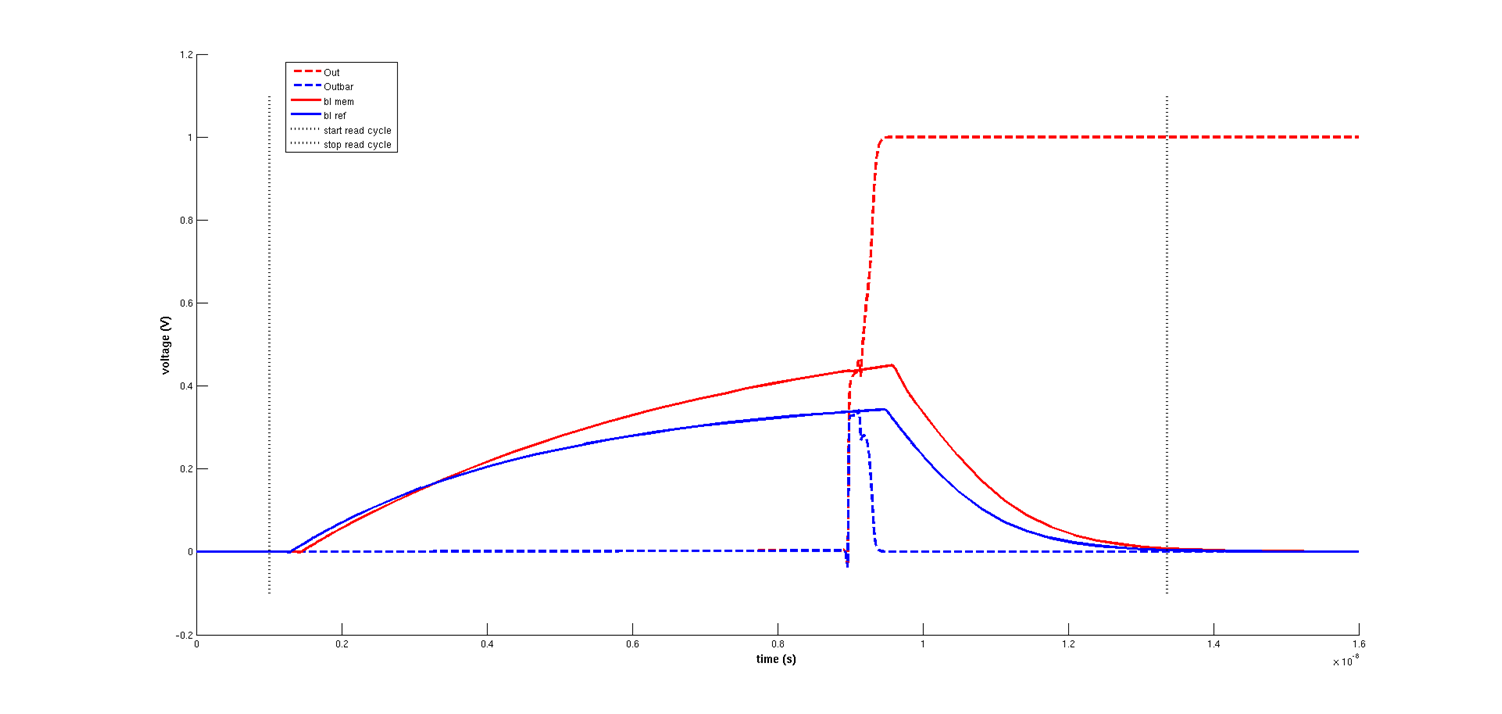 1.2
Out
Outbar
bl mem
bl ref
start read cycle
stop read cycle
1
0.8
0.6
0.4
0.2
0
-0.2
voltage (V)
0 0.2 0.4 0.6 0.8 1 1.2 1.4 1.6
time (s)